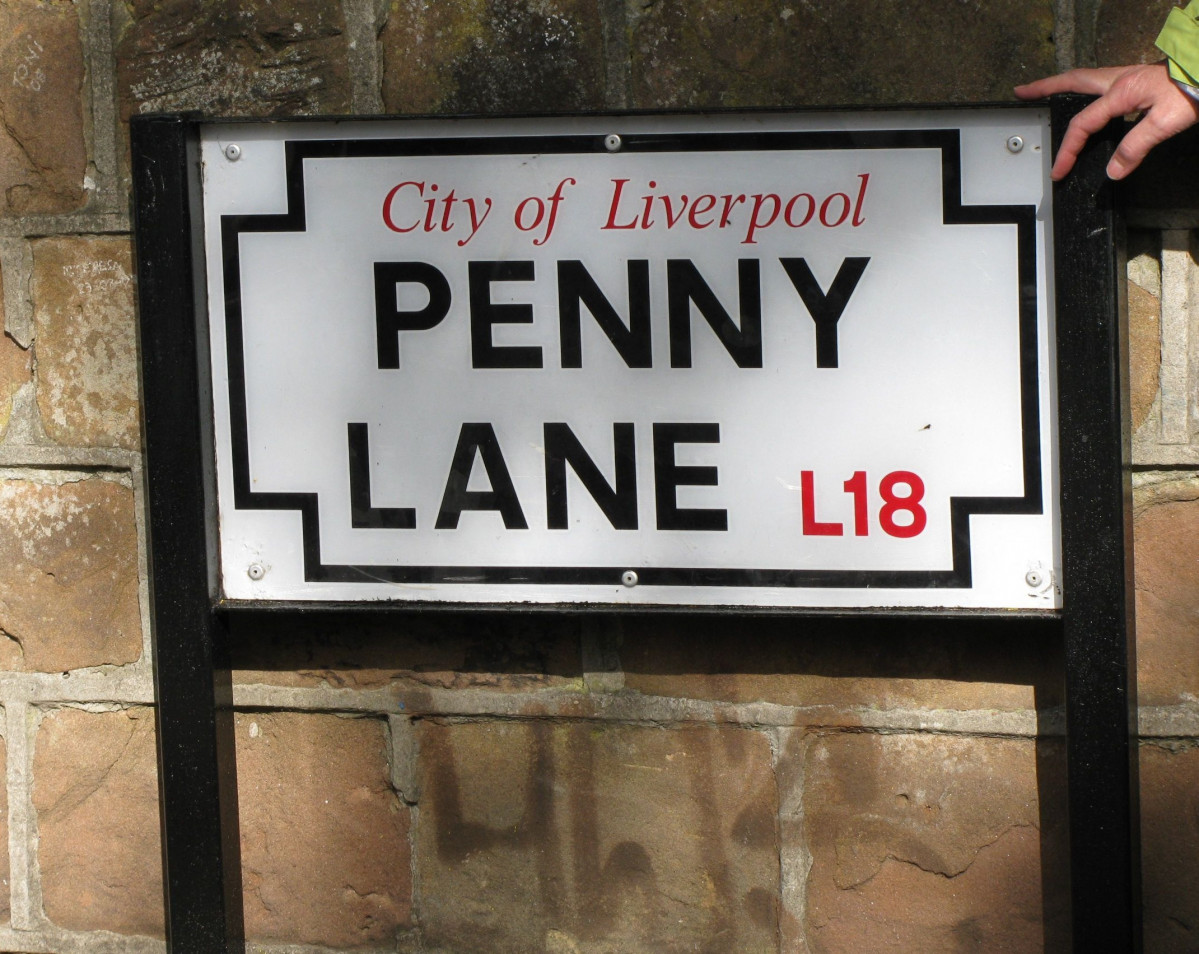 City of Liverpool
PENNY
LANE L18